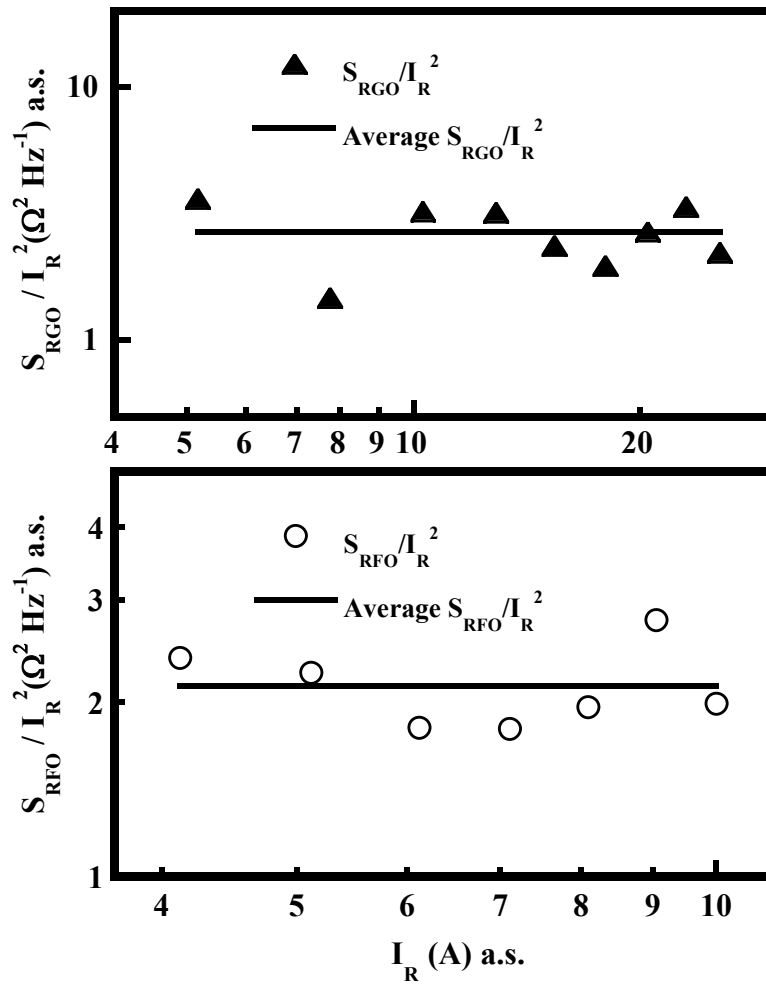 S_RGO / I_R^2 (Ω^2 Hz^-1) a.s.
10
1
S_RGO/I_R^2
Average S_RGO/I_R^2
4 5 6 7 8 9 10 20
S_RFO / I_R^2 (Ω^2 Hz^-1) a.s.
4
3
2
1
S_RFO/I_R^2
Average S_RFO/I_R^2
4 5 6 7 8 9 10
I_R (A) a.s.